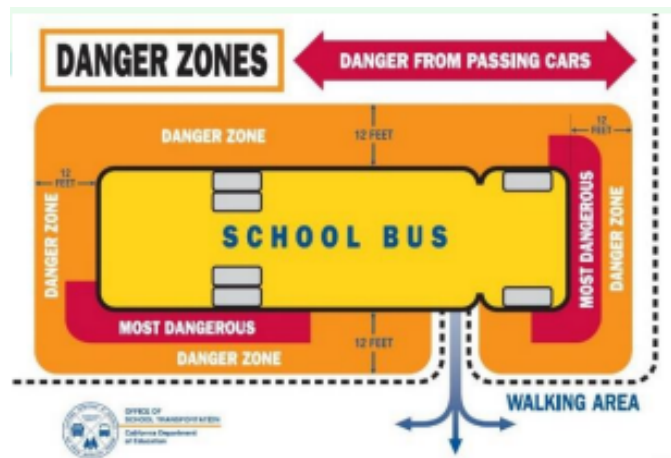 DANGER ZONES
DANGER FROM PASSING CARS
DANGER ZONE
12 FEET
12
FEET
12
FEET
DANGER ZONE
SCHOOL BUS
MOST DANGEROUS
DANGER ZONE
MOST DANGEROUS
DANGER ZONE
12 FEET
WALKING AREA
OFFICE OF
SCHOOL TRANSPORTATION
California Department
of Education